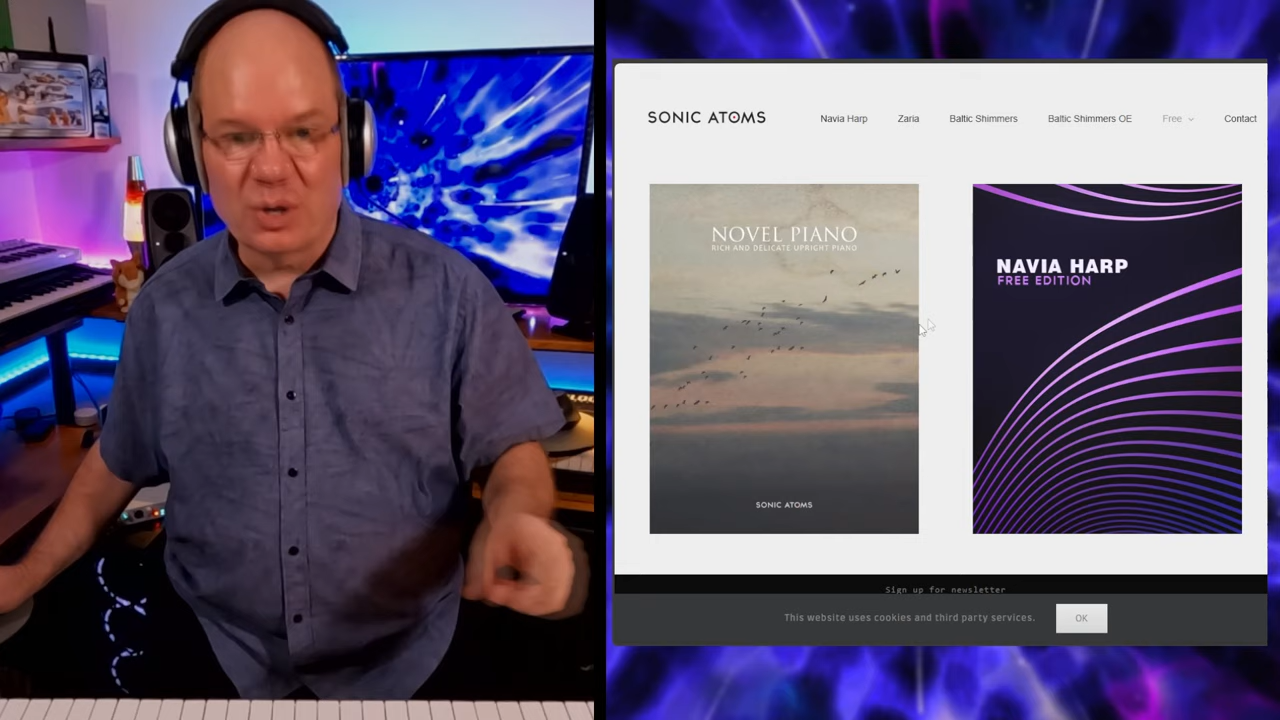 SONIC ATOMS
Navia Harp
Zaria
Baltic Shimmers
Baltic Shimmers OE
Free
Contact
NOVEL PIANO
RICH AND DELICATE UPRIGHT PIANO
SONIC ATOMS
NAVIA HARP
FREE EDITION
Sign up for newsletter
This website uses cookies and third party services.
OK